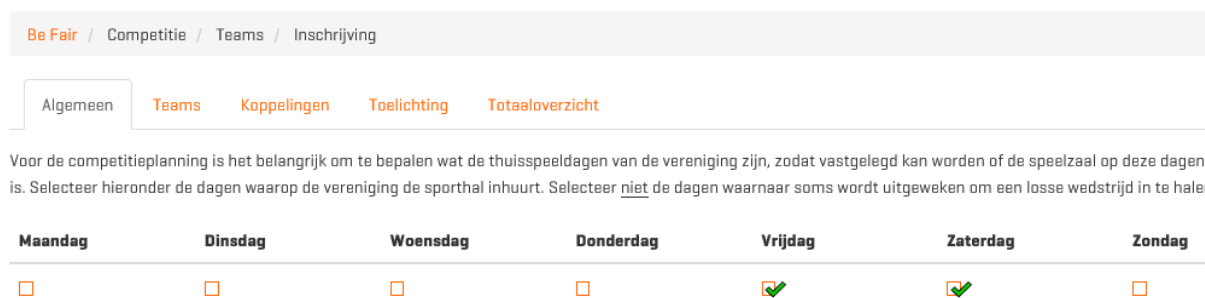 Be Fair / Competitie / Teams / Inschrijving
Algemeen Teams Koppelingen Toelichting Totaaloverzicht
Voor de competitieplanning is het belangrijk om te bepalen wat de thuisspeeldagen van de vereniging zijn, zodat vastgelegd kan worden of de speelzaal op deze dagen
is. Selecteer hieronder de dagen waarop de vereniging de sporthal inhuurt. Selecteer niet de dagen waarnaar soms wordt uitgeweken om een losse wedstrijd in te hale
Maandag Dinsdag Woensdag Donderdag Vrijdag Zaterdag Zondag